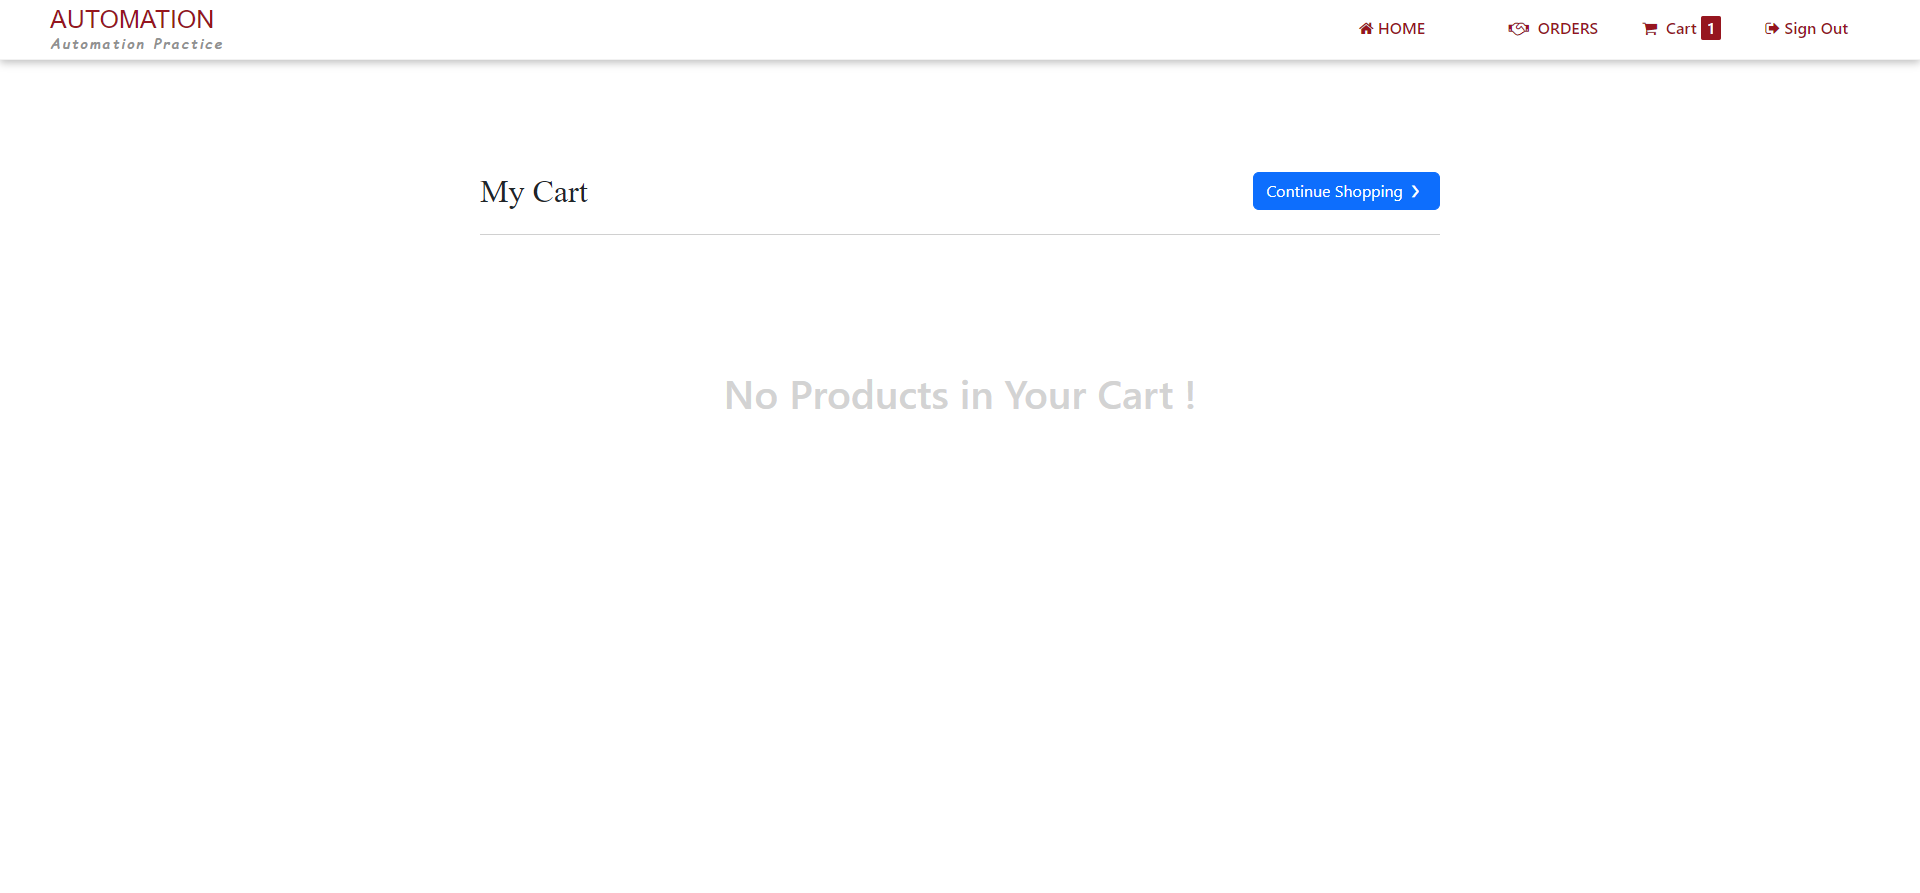 AUTOMATION
Automation Practice
HOME
ORDERS
Cart 1
Sign Out
My Cart
Continue Shopping
No Products in Your Cart !